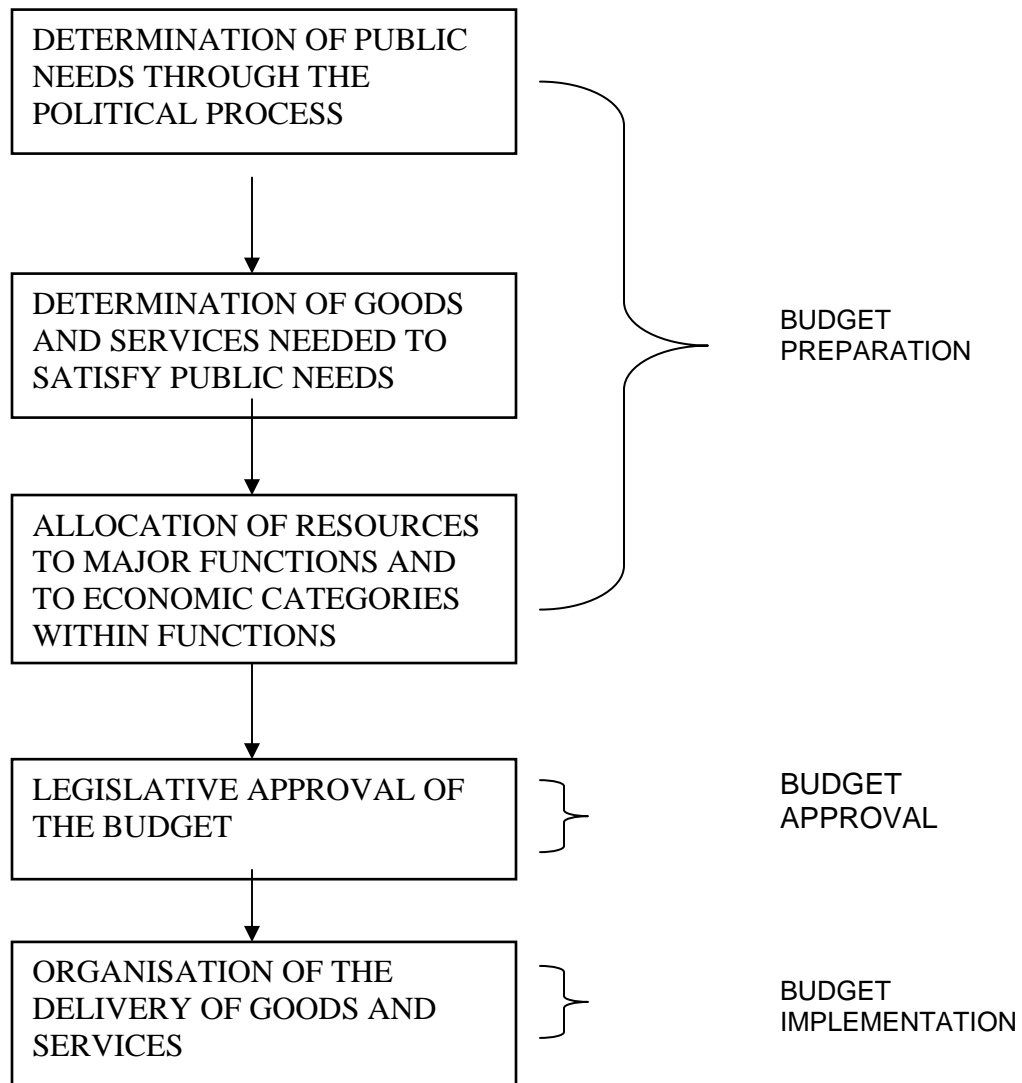 DETERMINATION OF PUBLIC
NEEDS THROUGH THE
POLITICAL PROCESS
DETERMINATION OF GOODS
AND SERVICES NEEDED TO
SATISFY PUBLIC NEEDS
BUDGET
PREPARATION
ALLOCATION OF RESOURCES
TO MAJOR FUNCTIONS AND
TO ECONOMIC CATEGORIES
WITHIN FUNCTIONS
LEGISLATIVE APPROVAL OF
THE BUDGET
BUDGET
APPROVAL
ORGANISATION OF THE
DELIVERY OF GOODS AND
SERVICES
BUDGET
IMPLEMENTATION